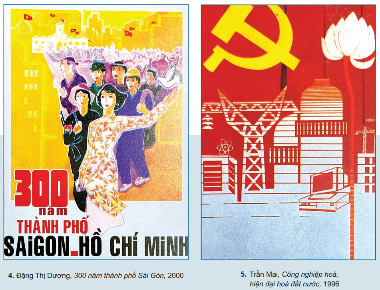 300
năm
THÀNH PHỐ
SAiGON-HỒ CHÍ MiNH
4. Đặng Thị Dương, 300 năm thành phố Sài Gòn, 2000
5. Trần Mai, Công nghiệp hoá,
hiện đại hoá đất nước, 1996